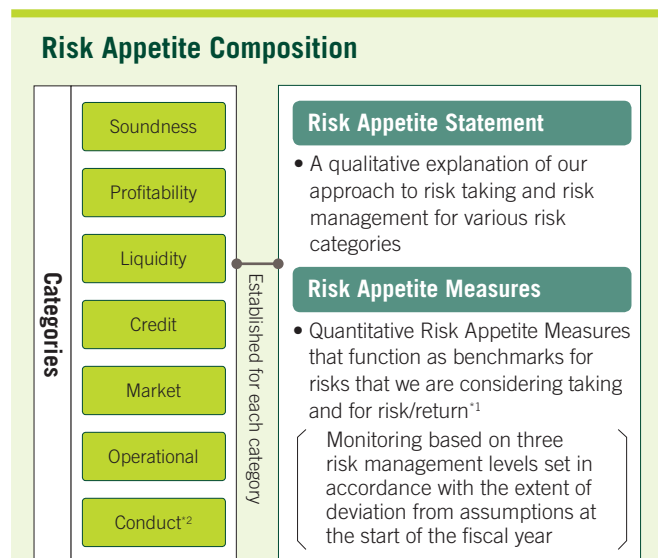 Risk Appetite Composition
Categories
Soundness
Profitability
Liquidity
Credit
Market
Operational
Conduct*2
Established for each category
Risk Appetite Statement
• A qualitative explanation of our
approach to risk taking and risk
management for various risk
categories
Risk Appetite Measures
• Quantitative Risk Appetite Measures
that function as benchmarks for
risks that we are considering taking
and for risk/return*1
Monitoring based on three
risk management levels set in
accordance with the extent of
deviation from assumptions at
the start of the fiscal year